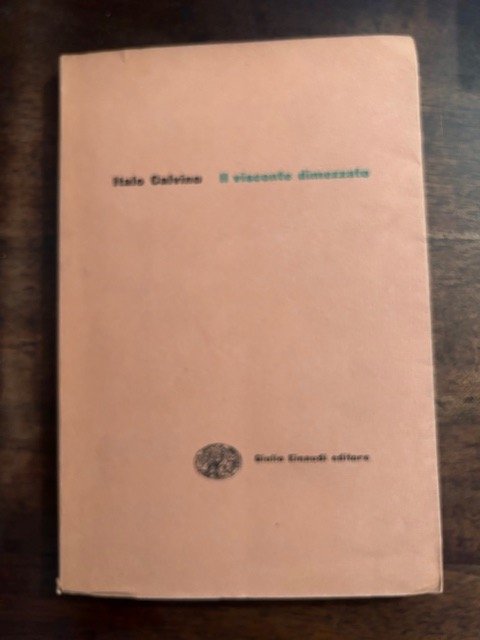 Italo Calvino Il visconte dimezzato
Giulio Einaudi editore